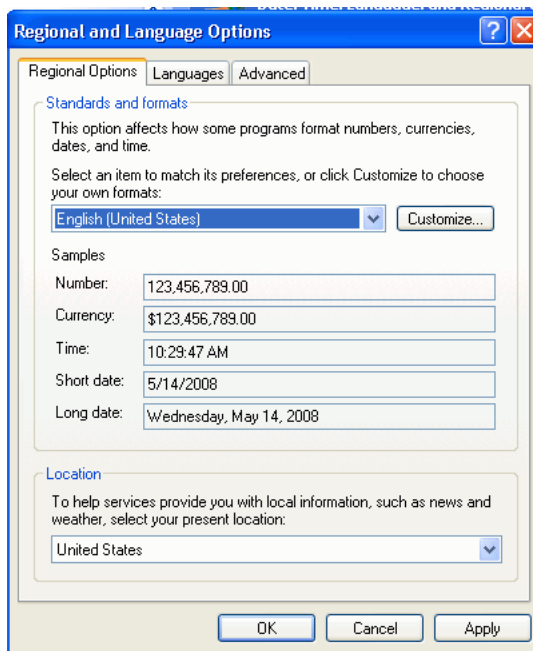 Regional and Language Options
Regional Options Languages Advanced
Standards and formats
This option affects how some programs format numbers, currencies,
dates, and time.
Select an item to match its preferences, or click Customize to choose
your own formats:
English (United States) Customize...
Samples
Number: 123,456,789.00
Currency: $123,456,789.00
Time: 10:29:47 AM
Short date: 5/14/2008
Long date: Wednesday, May 14, 2008
Location
To help services provide you with local information, such as news and
weather, select your present location:
United States
OK Cancel Apply